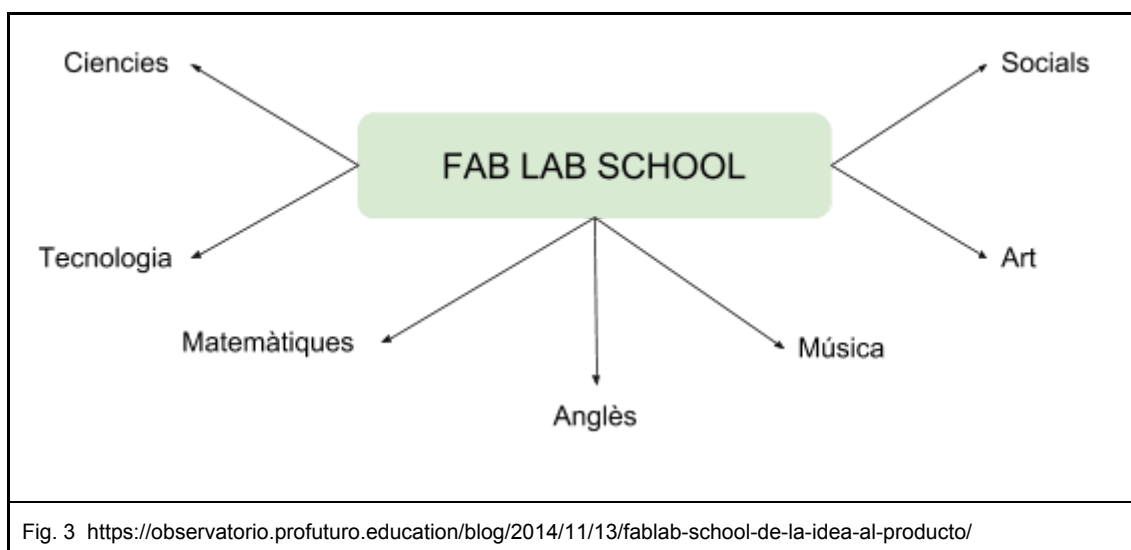 Ciencies
Socials
FAB LAB SCHOOL
Tecnologia
Art
Matemàtiques
Música
Anglès
Fig. 3 https://observatorio.profuturo.education/blog/2014/11/13/fablab-school-de-la-idea-al-producto/